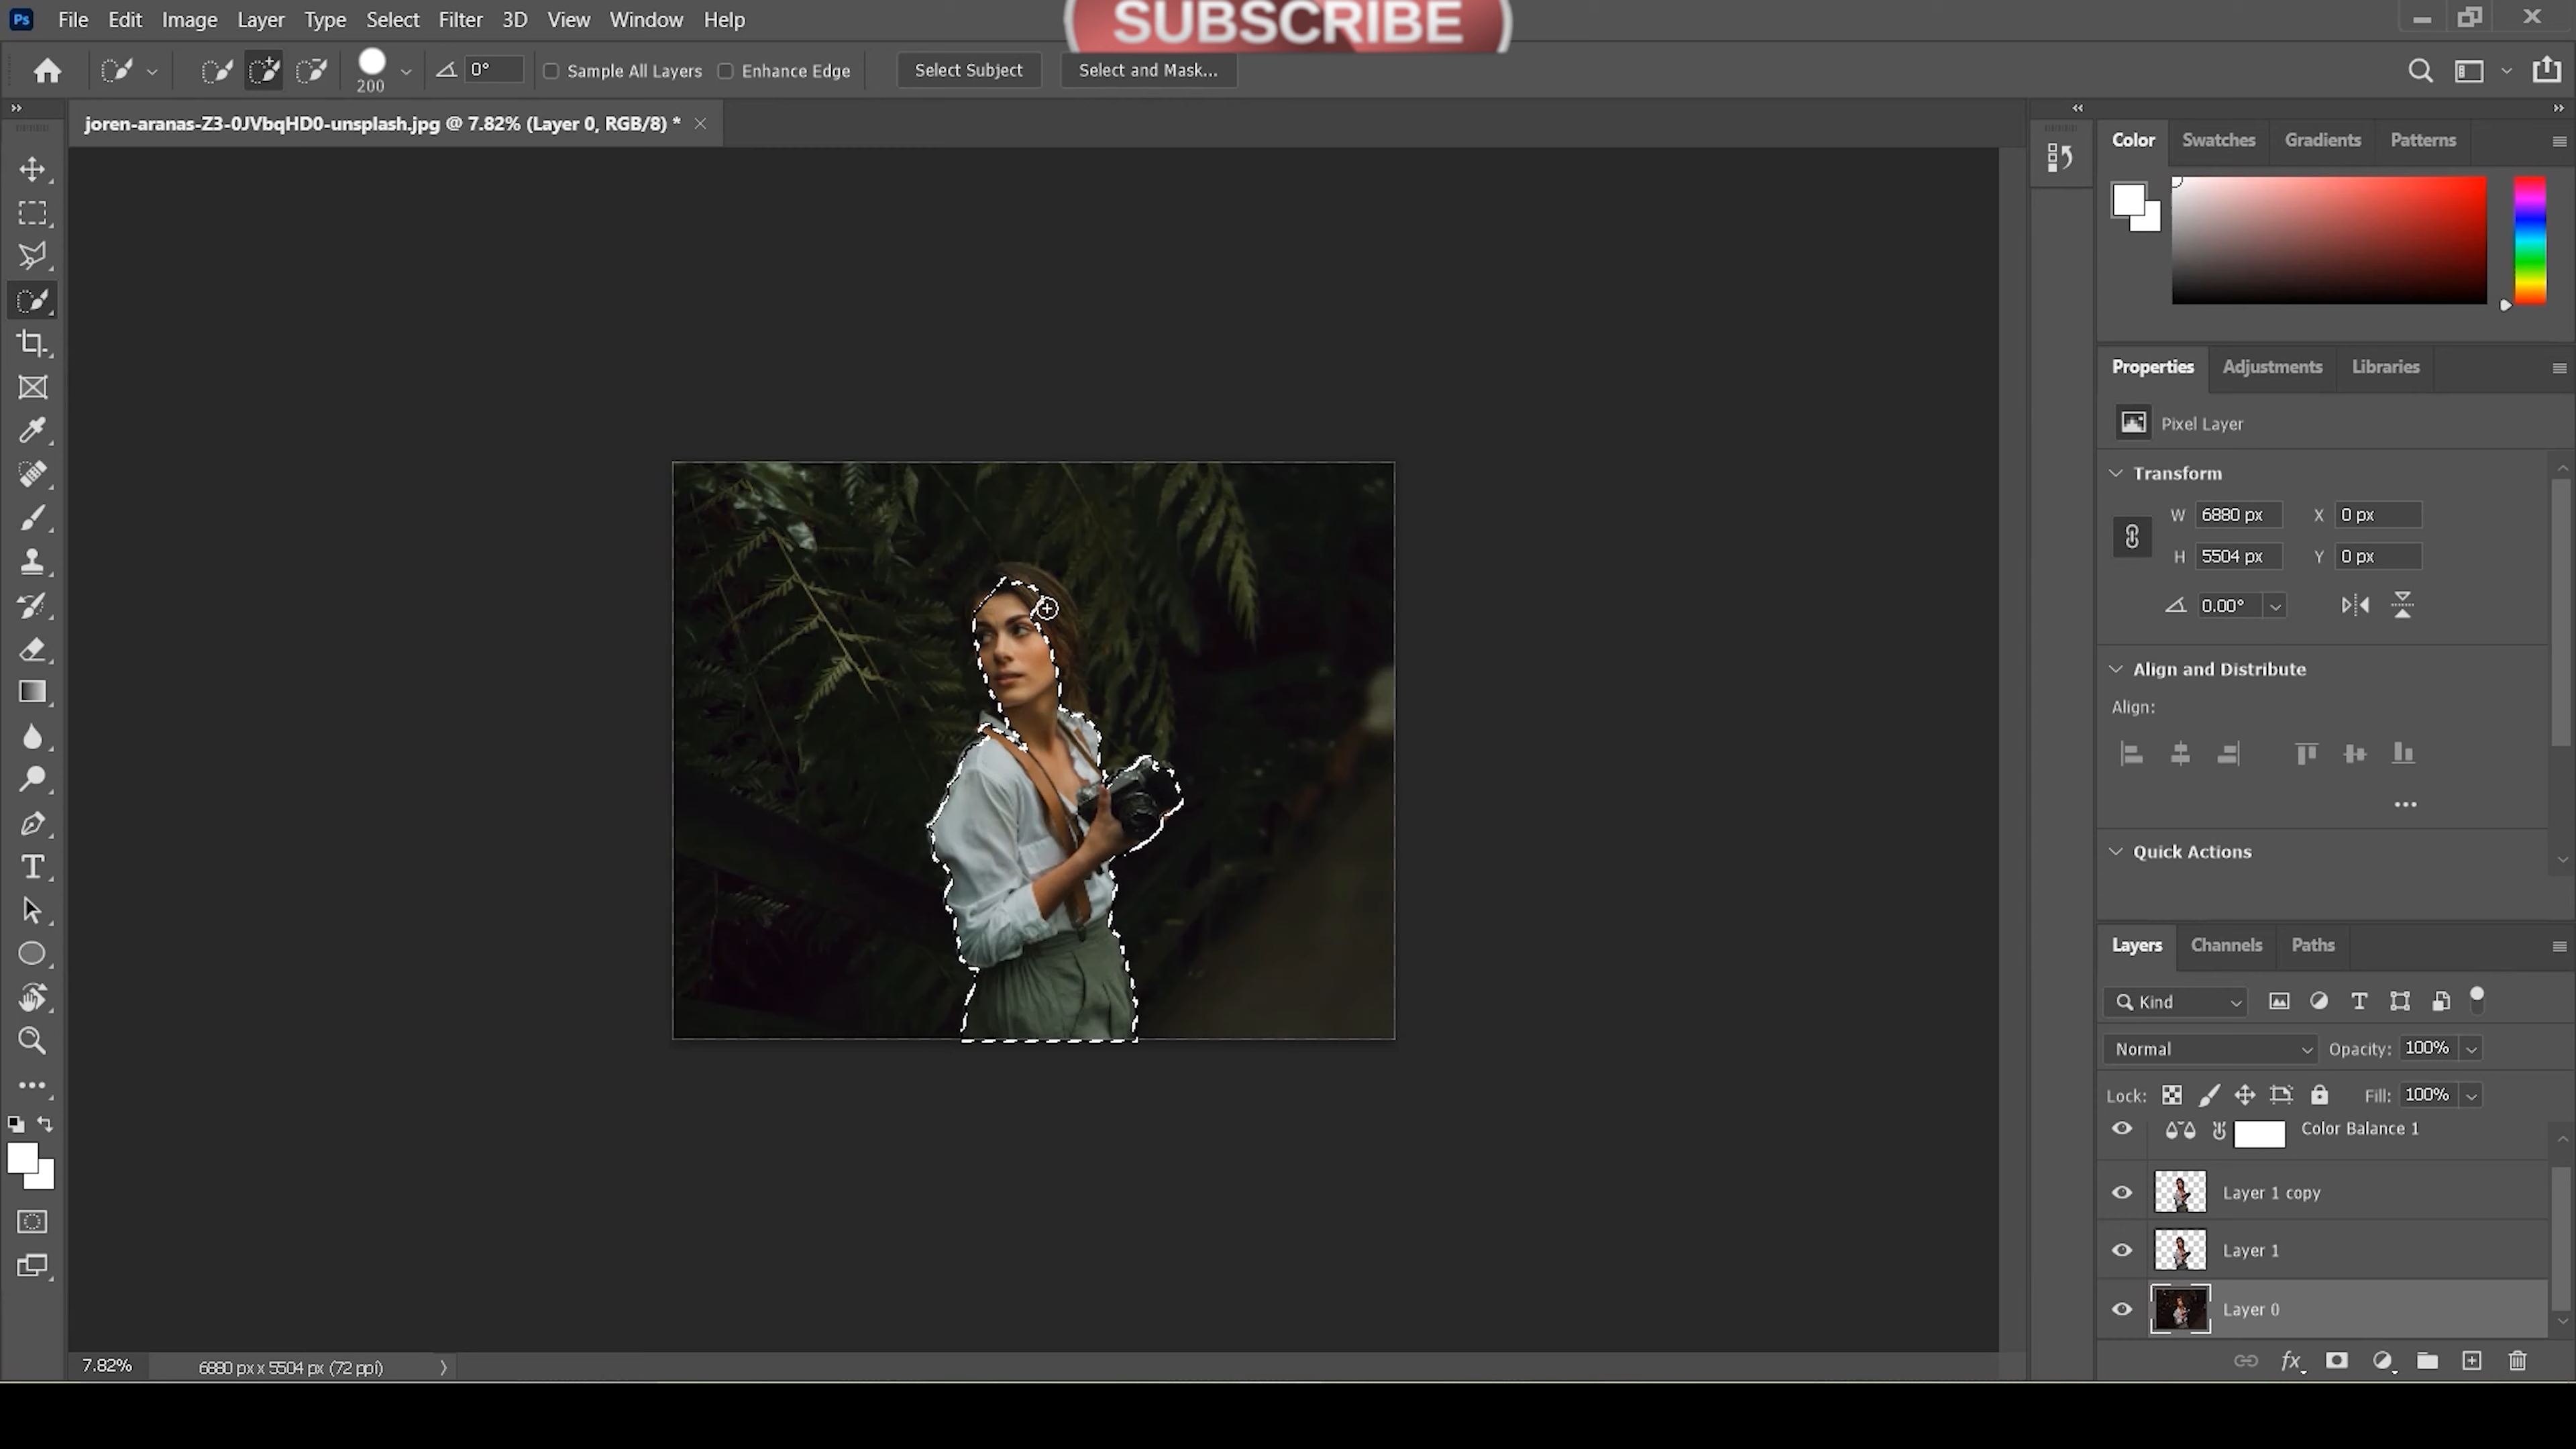 Ps File Edit Image Layer Type Select Filter 3D View Window Help
SUBSCRIBE
200
0°
Sample All Layers
Enhance Edge
Select Subject
Select and Mask...
joren-aranas-Z3-0JVbqHD0-unsplash.jpg @ 7.82% (Layer 0, RGB/8) *
Color Swatches Gradients Patterns
Properties Adjustments Libraries
Pixel Layer
Transform
W 6880 px X 0 px
H 5504 px Y 0 px
0.00°
Align and Distribute
Align:
Quick Actions
Layers Channels Paths
Kind
Normal Opacity: 100%
Lock: Fill: 100%
Color Balance 1
Layer 1 copy
Layer 1
Layer 0
7.82% 6880 px x 5504 px (72 ppi)